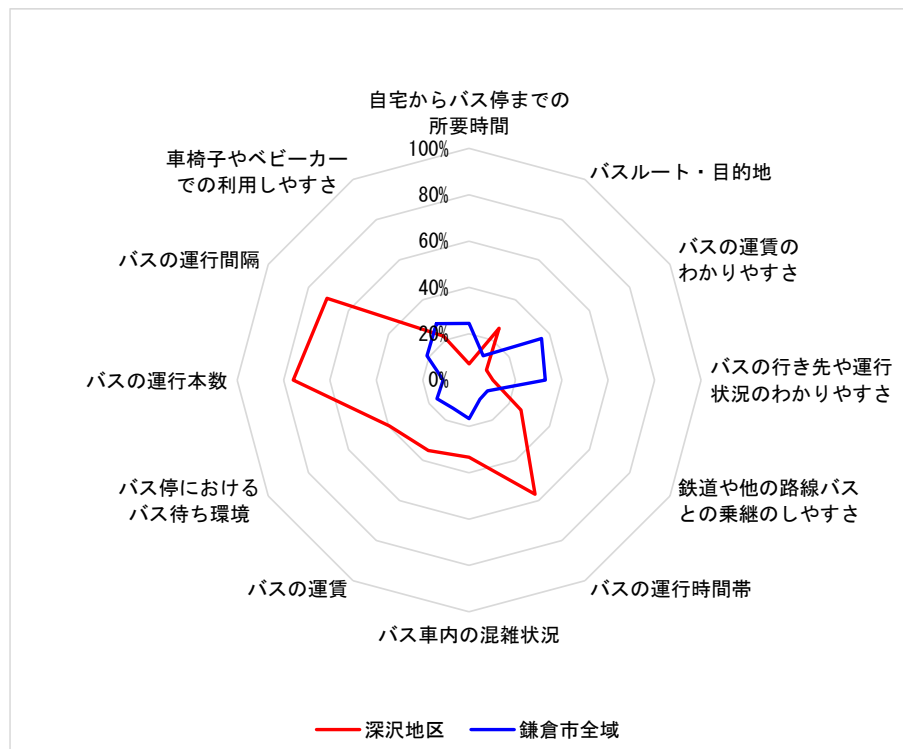 自宅からバス停までの
所要時間
100%
80%
60%
40%
20%
0%
バスルート・目的地
バスの運賃の
わかりやすさ
バスの行き先や運行
状況のわかりやすさ
鉄道や他の路線バス
との乗継のしやすさ
バスの運行時間帯
バス車内の混雑状況
バスの運賃
バス停における
バス待ち環境
バスの運行本数
バスの運行間隔
車椅子やベビーカー
での利用しやすさ
深沢地区
鎌倉市全域